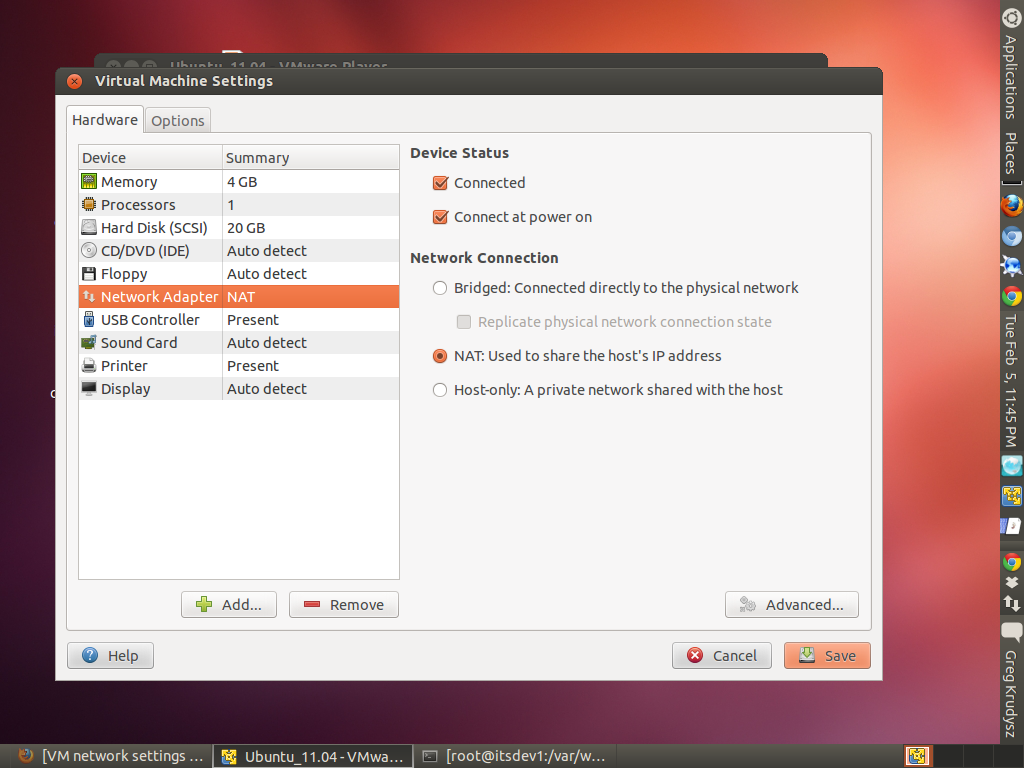 Ubuntu_11.04 - VMware Player
Virtual Machine Settings
Hardware
Options
Device Summary
Memory 4 GB
Processors 1
Hard Disk (SCSI) 20 GB
CD/DVD (IDE) Auto detect
Floppy Auto detect
Network Adapter NAT
USB Controller Present
Sound Card Auto detect
Printer Present
Display Auto detect
Add...
Remove
Device Status
Connected
Connect at power on
Network Connection
Bridged: Connected directly to the physical network
Replicate physical network connection state
NAT: Used to share the host's IP address
Host-only: A private network shared with the host
Advanced...
Help
Cancel
Save
Applications
Places
Tue Feb 5, 11:45 PM
Greg Krudysz
[VM network settings ...
Ubuntu_11.04 - VMwa...
[root@itsdev1:/var/w...